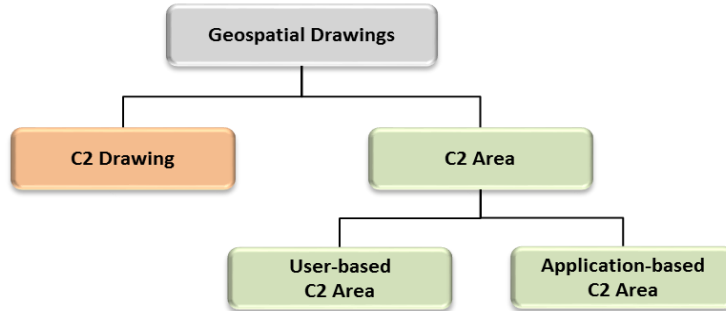 Geospatial Drawings
C2 Drawing
C2 Area
User-based
C2 Area
Application-based
C2 Area